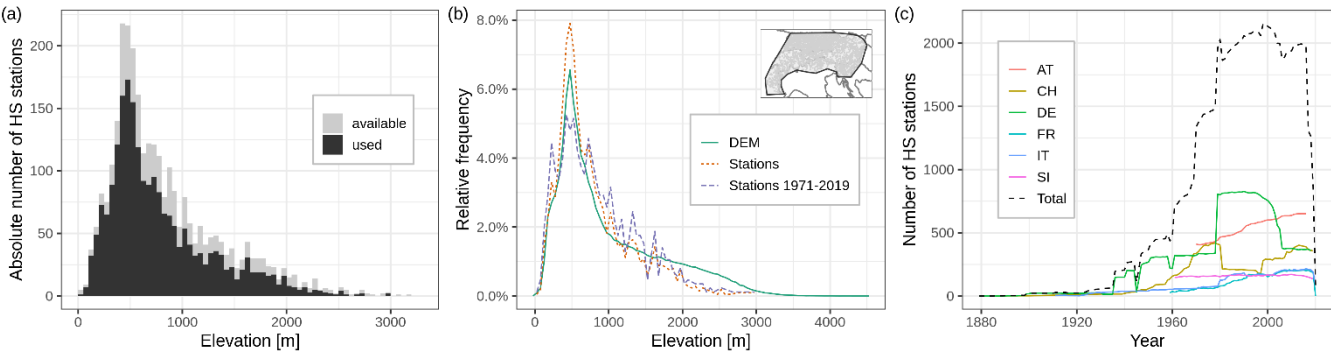 (a)
Absolute number of HS stations
200
150
100
50
0
available
used
0 1000 2000 3000
Elevation [m]
(b)
Relative frequency
8.0%
6.0%
4.0%
2.0%
0.0%
DEM
Stations
Stations 1971-2019
0 1000 2000 3000 4000
Elevation [m]
(c)
Number of HS stations
2000
1500
1000
500
0
AT
CH
DE
FR
IT
SI
Total
1880 1920 1960 2000
Year